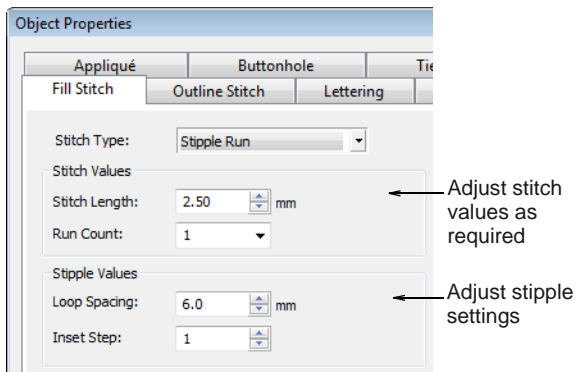 Object Properties
Appliqué Buttonhole
Fill Stitch Outline Stitch Lettering
Stitch Type: Stipple Run
Stitch Values
Stitch Length: 2.50 mm
Run Count: 1
Adjust stitch
values as
required
Stipple Values
Loop Spacing: 6.0 mm
Inset Step: 1
Adjust stipple
settings